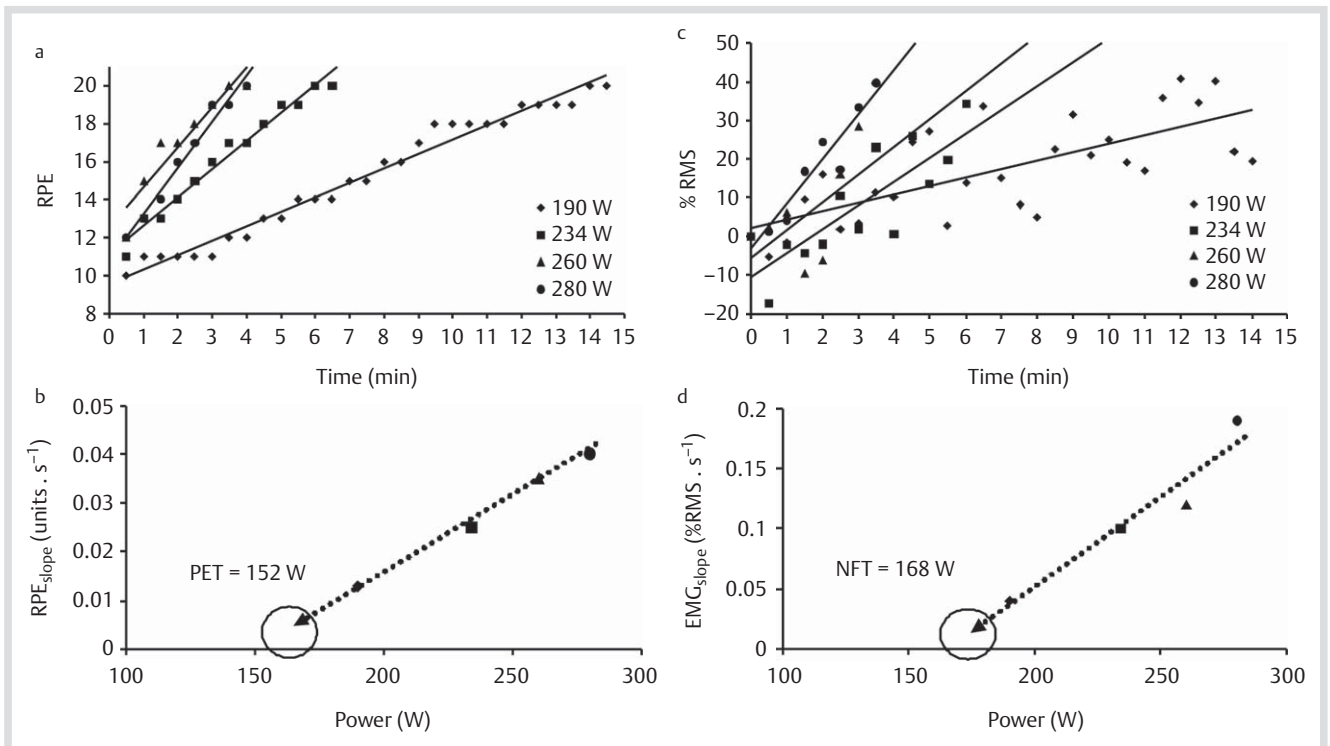 a
RPE
20
18
16
14
12
10
8
0 1 2 3 4 5 6 7 8 9 10 11 12 13 14 15
Time (min)
190 W
234 W
260 W
280 W
c
% RMS
50
40
30
20
10
0
–10
–20
0 1 2 3 4 5 6 7 8 9 10 11 12 13 14 15
Time (min)
190 W
234 W
260 W
280 W
b
RPEslope (units . s−1)
0.05
0.04
0.03
0.02
0.01
0
PET = 152 W
100 150 200 250 300
Power (W)
d
EMGslope (%RMS . s−1)
0.2
0.15
0.1
0.05
0
NFT = 168 W
100 150 200 250 300
Power (W)